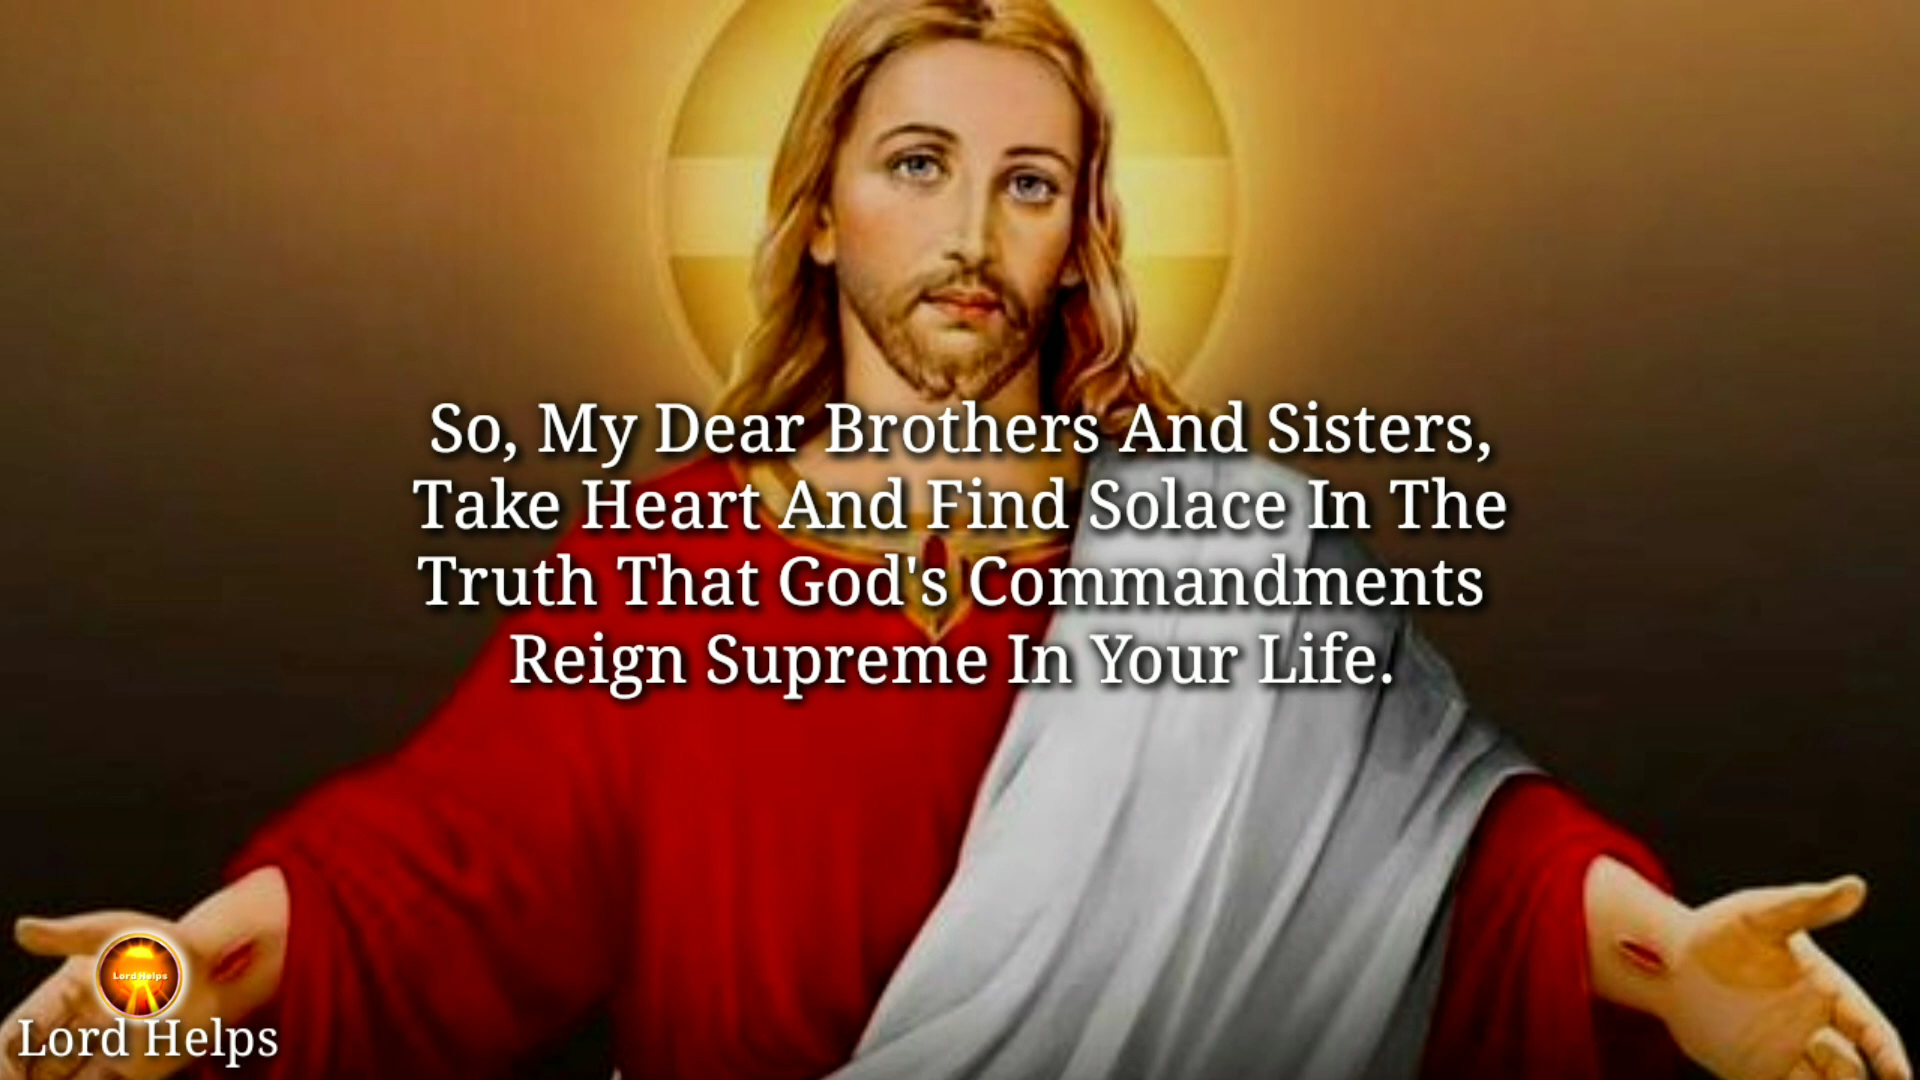 So, My Dear Brothers And Sisters,
Take Heart And Find Solace In The
Truth That God's Commandments
Reign Supreme In Your Life.
Lord Helps
Lord Helps